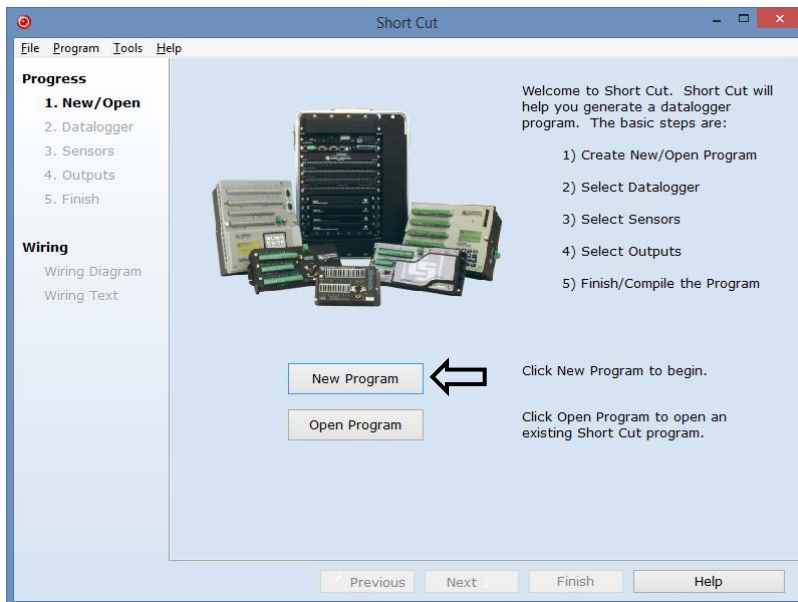 Short Cut
File Program Tools Help
Progress
1. New/Open
2. Datalogger
3. Sensors
4. Outputs
5. Finish
Wiring
Wiring Diagram
Wiring Text
Welcome to Short Cut. Short Cut will
help you generate a datalogger
program. The basic steps are:
1) Create New/Open Program
2) Select Datalogger
3) Select Sensors
4) Select Outputs
5) Finish/Compile the Program
New Program
Click New Program to begin.
Open Program
Click Open Program to open an
existing Short Cut program.
Previous Next Finish Help